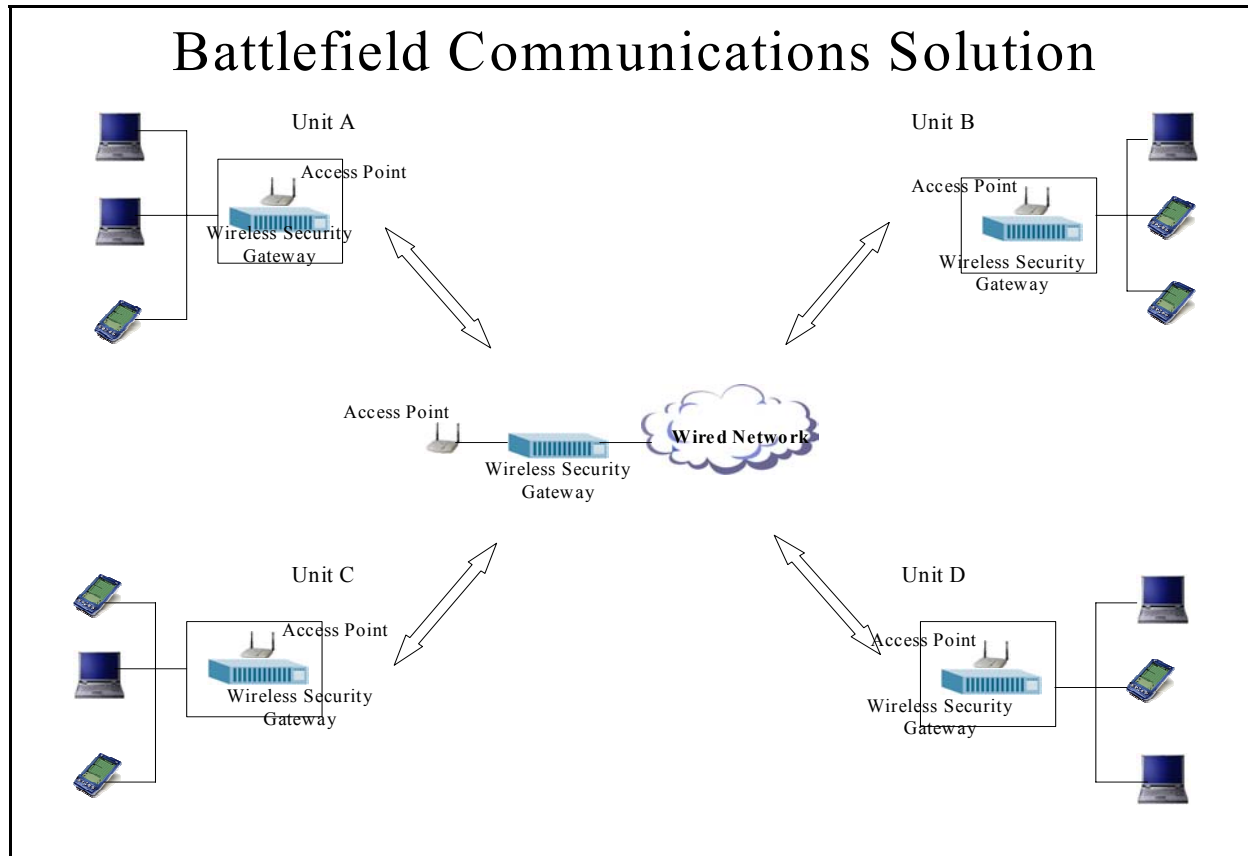 Battlefield Communications Solution
Unit A
Access Point
Wireless Security
Gateway
Unit B
Access Point
Wireless Security
Gateway
Access Point
Wireless Security
Gateway
Wired Network
Unit C
Access Point
Wireless Security
Gateway
Unit D
Access Point
Wireless Security
Gateway